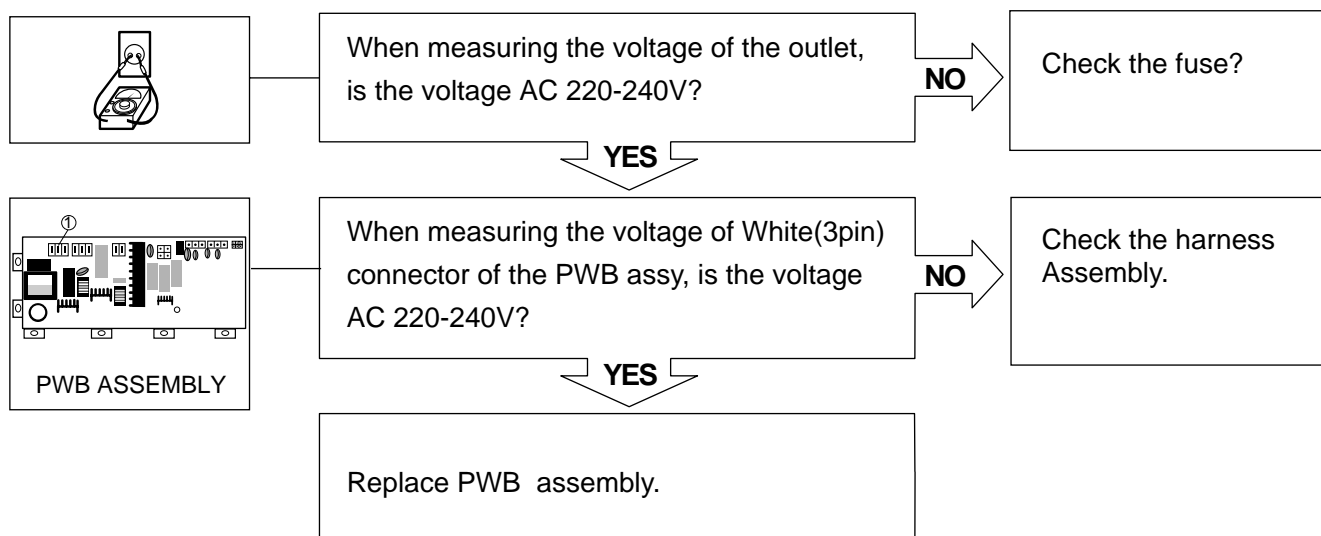 When measuring the voltage of the outlet,
is the voltage AC 220-240V?
NO
Check the fuse?
YES
①
PWB ASSEMBLY
When measuring the voltage of White(3pin)
connector of the PWB assy, is the voltage
AC 220-240V?
NO
Check the harness
Assembly.
YES
Replace PWB assembly.